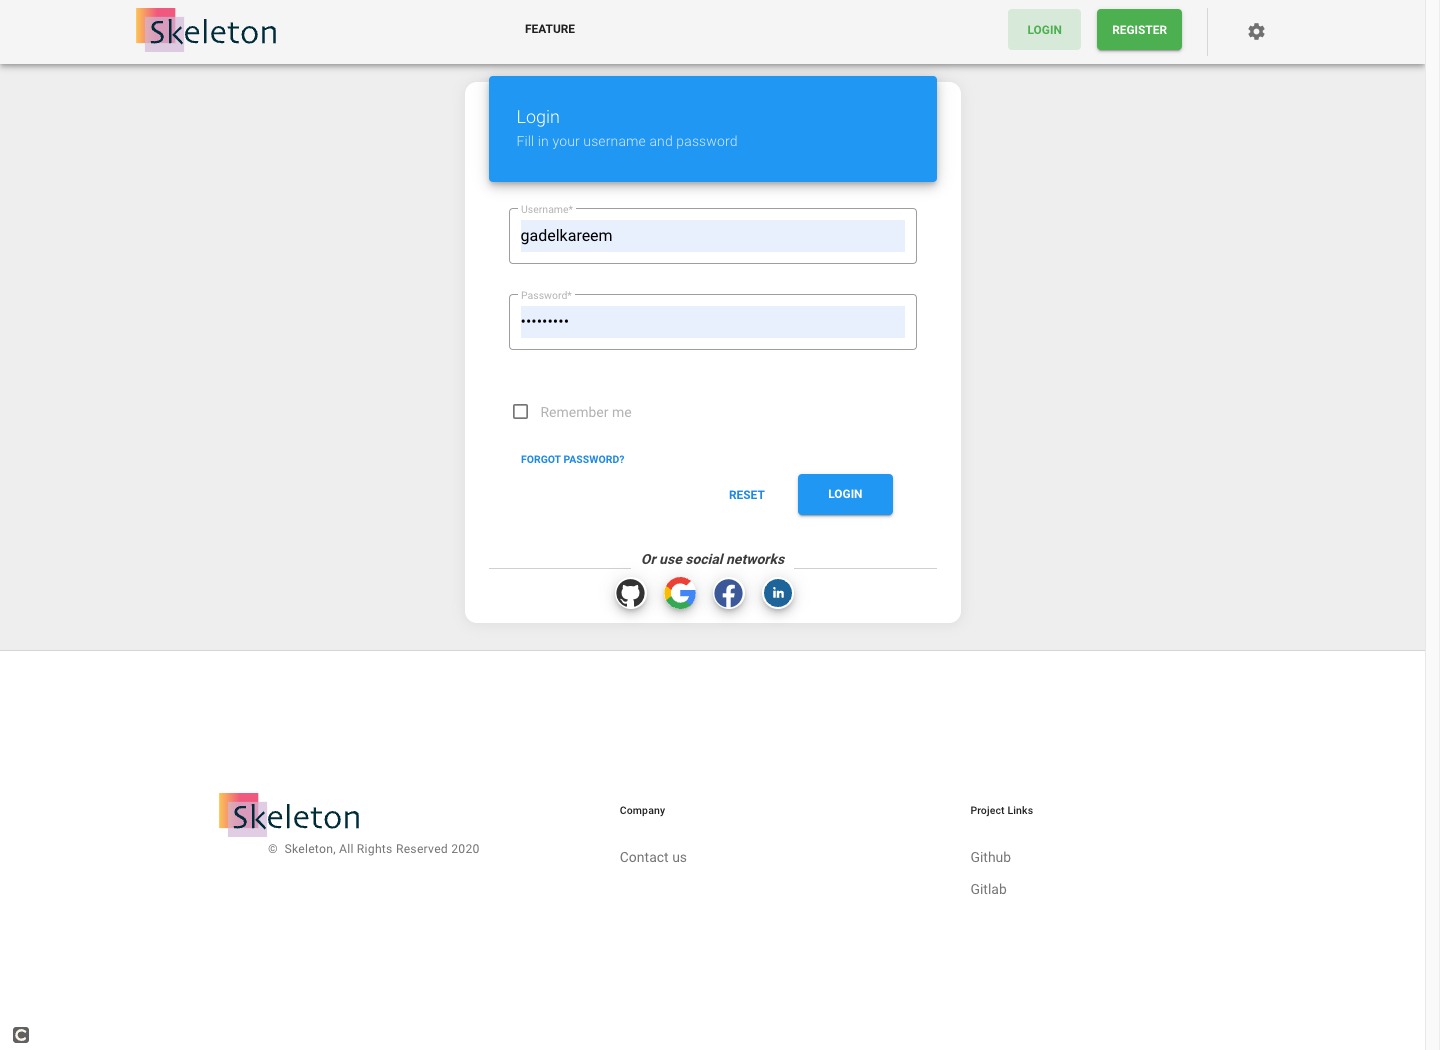 Skeleton
FEATURE
LOGIN
REGISTER
Login
Fill in your username and password
Username*
gadelkareem
Password*
•••••••••
Remember me
FORGOT PASSWORD?
RESET
LOGIN
Or use social networks
in
Skeleton
© Skeleton, All Rights Reserved 2020
Company
Contact us
Project Links
Github
Gitlab
C